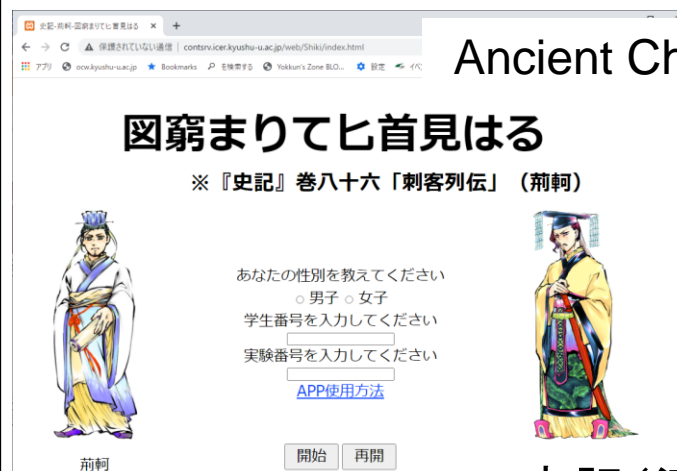 史記-荊軻-図窮まりて匕首見はる
保護されていない通信 | contsrv.icer.kyushu-u.ac.jp/web/Shiki/index.html
アプリ ocw.kyushu-u.ac.jp Bookmarks P を検索する Yokkun's Zone BLO... 設定
Ancient Ch
図窮まりて匕首見はる
※『史記』巻八十六「刺客列伝」（荊軻）
あなたの性別を教えてください
男子 女子
学生番号を入力してください
実験番号を入力してください
APP使用方法
開始 再開
荊軻